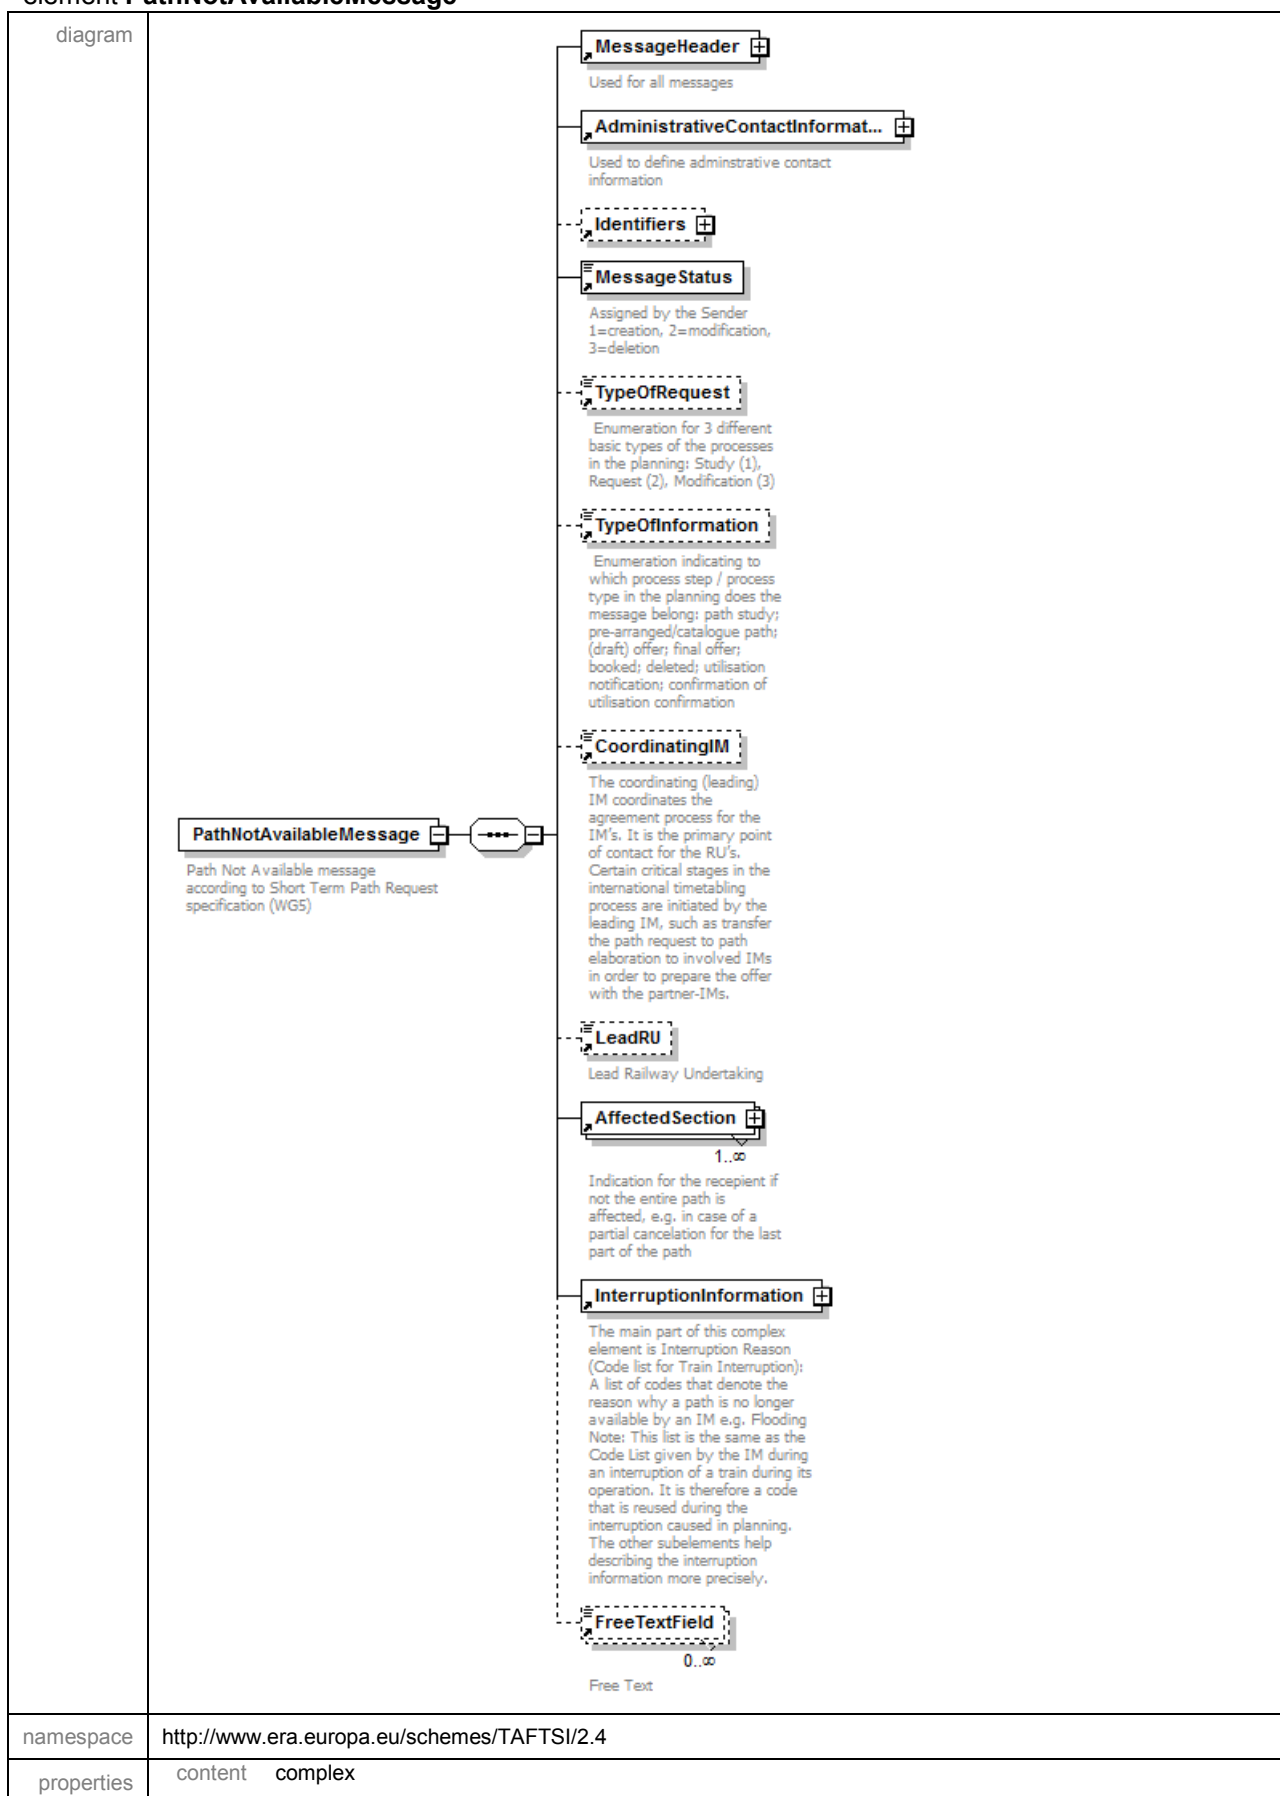 element PathNotAvailableMessage
diagram
MessageHeader
Used for all messages
AdministrativeContactInformat...
Used to define adminstrative contact
information
Identifiers
MessageStatus
Assigned by the Sender
1=creation, 2=modification,
3=deletion
TypeOfRequest
Enumeration for 3 different
basic types of the processes
in the planning: Study (1),
Request (2), Modification (3)
TypeOfInformation
Enumeration indicating to
which process step / process
type in the planning does the
message belong: path study;
pre-arranged/catalogue path;
(draft) offer; final offer;
booked; deleted; utilisation
notification; confirmation of
utilisation confirmation
CoordinatingIM
The coordinating (leading)
IM coordinates the
agreement process for the
IM's. It is the primary point
of contact for the RU's.
Certain critical stages in the
international timetabling
process are initiated by the
leading IM, such as transfer
the path request to path
elaboration to involved IMs
in order to prepare the offer
with the partner-IMs.
PathNotAvailableMessage
Path Not Available message
according to Short Term Path Request
specification (WG5)
LeadRU
Lead Railway Undertaking
AffectedSection
1..∞
Indication for the recepient if
not the entire path is
affected, e.g. in case of a
partial cancelation for the last
part of the path
InterruptionInformation
The main part of this complex
element is Interruption Reason
(Code list for Train Interruption):
A list of codes that denote the
reason why a path is no longer
available by an IM e.g. Flooding
Note: This list is the same as the
Code List given by the IM during
an interruption of a train during its
operation. It is therefore a code
that is reused during the
interruption caused in planning.
The other subelements help
describing the interruption
information more precisely.
FreeTextField
0..∞
Free Text
namespace http://www.era.europa.eu/schemes/TAFTSI/2.4
properties content complex